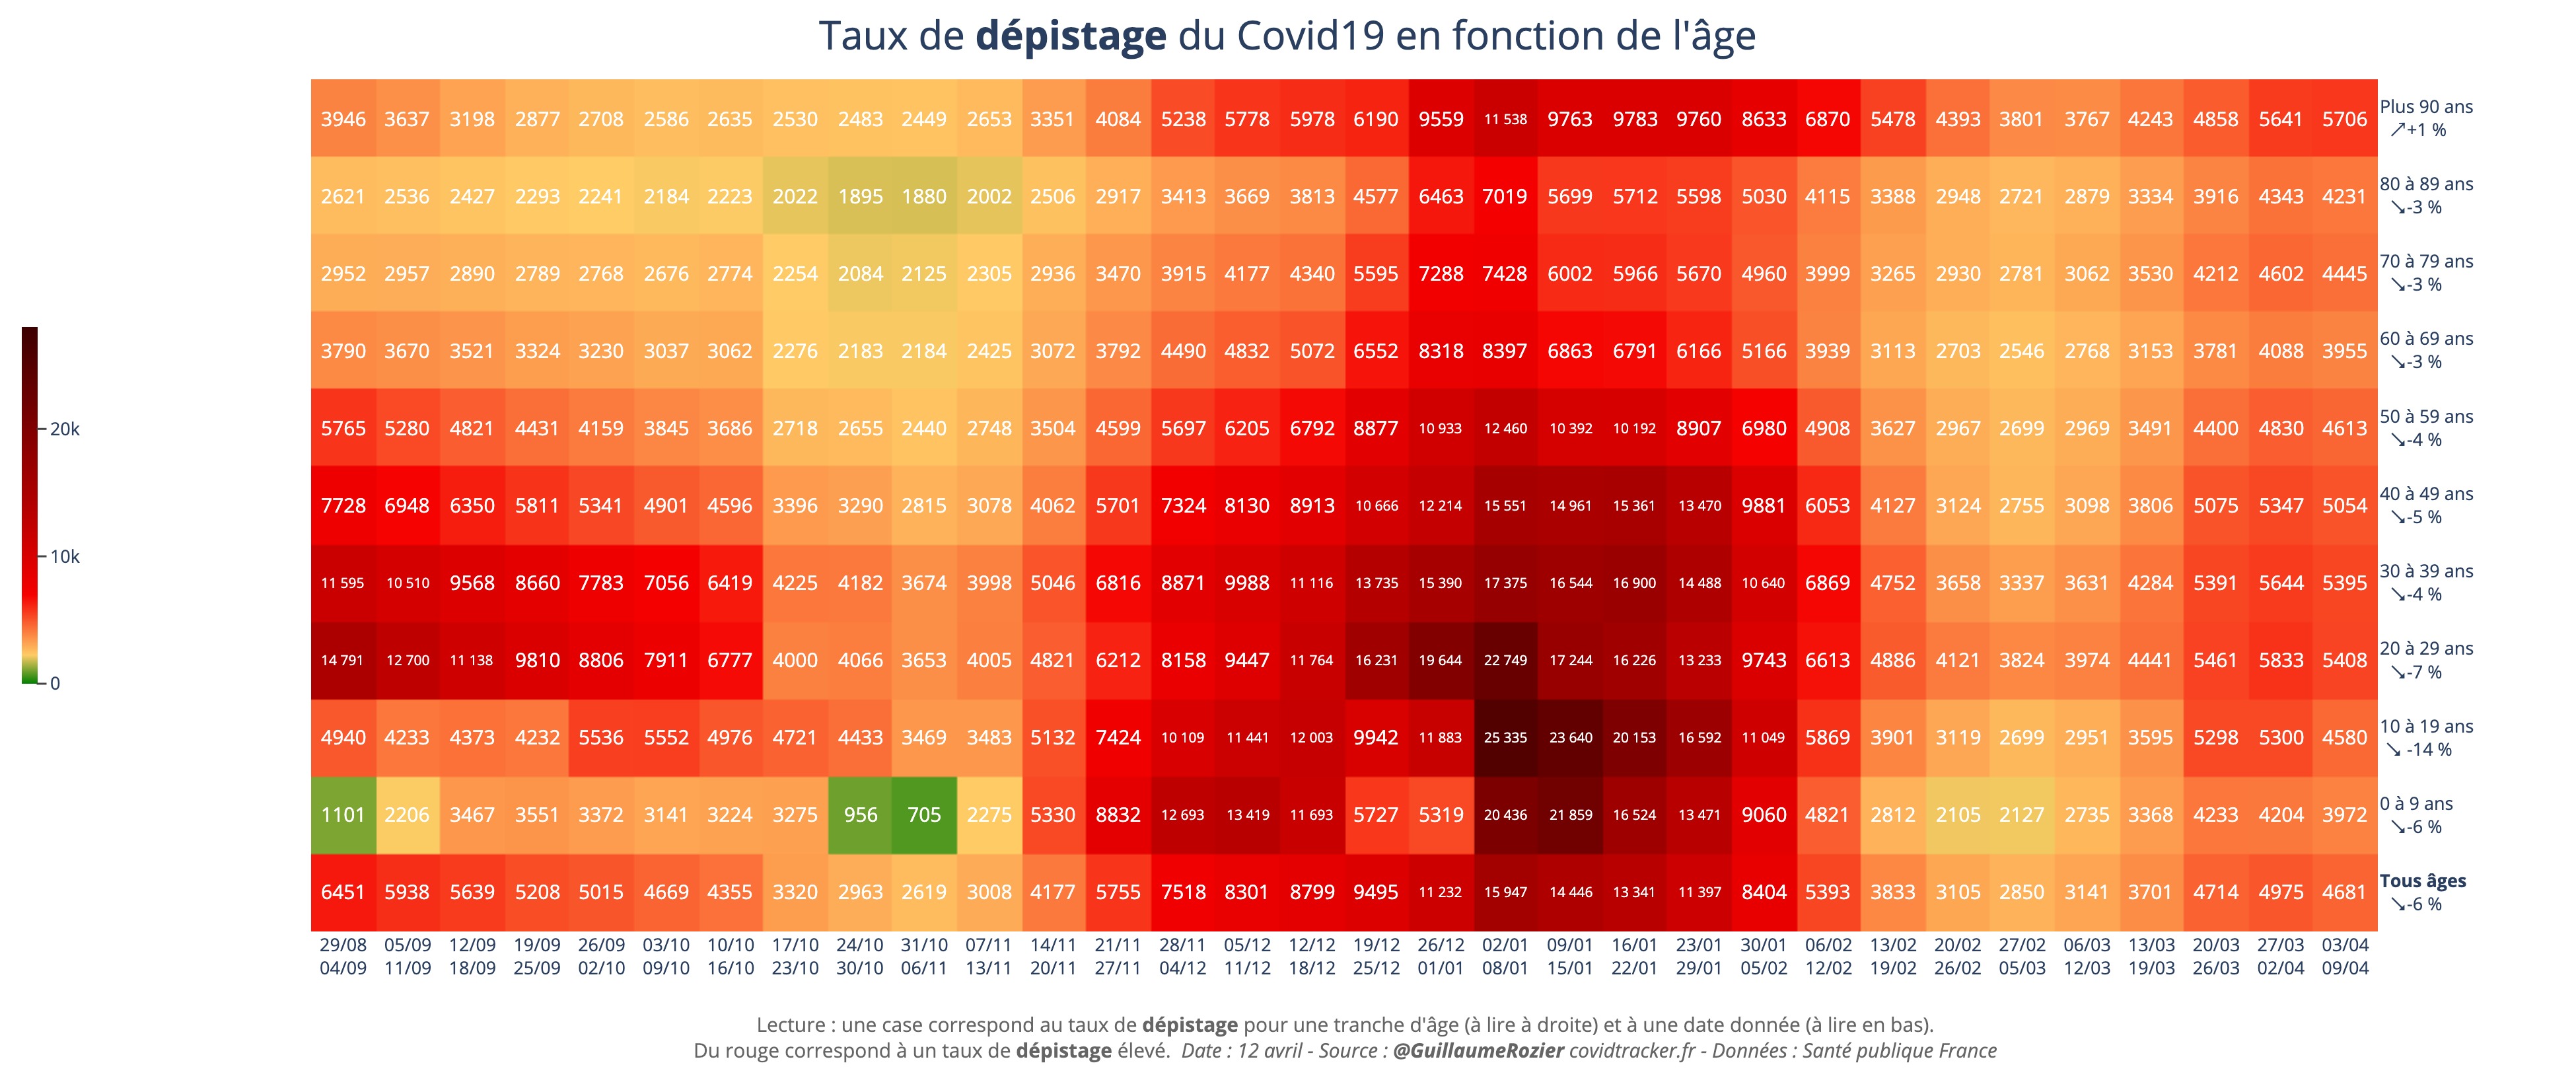 Taux de dépistage du Covid19 en fonction de l'âge
3946 3637 3198 2877 2708 2586 2635 2530 2483 2449 2653 3351 4084 5238 5778 5978 6190 9559 11 538 9763 9783 9760 8633 6870 5478 4393 3801 3767 4243 4858 5641 5706 Plus 90 ans
↗+1 %
2621 2536 2427 2293 2241 2184 2223 2022 1895 1880 2002 2506 2917 3413 3669 3813 4577 6463 7019 5699 5712 5598 5030 4115 3388 2948 2721 2879 3334 3916 4343 4231 80 à 89 ans
↘-3 %
2952 2957 2890 2789 2768 2676 2774 2254 2084 2125 2305 2936 3470 3915 4177 4340 5595 7288 7428 6002 5966 5670 4960 3999 3265 2930 2781 3062 3530 4212 4602 4445 70 à 79 ans
↘-3 %
3790 3670 3521 3324 3230 3037 3062 2276 2183 2184 2425 3072 3792 4490 4832 5072 6552 8318 8397 6863 6791 6166 5166 3939 3113 2703 2546 2768 3153 3781 4088 3955 60 à 69 ans
↘-3 %
5765 5280 4821 4431 4159 3845 3686 2718 2655 2440 2748 3504 4599 5697 6205 6792 8877 10 933 12 460 10 392 10 192 8907 6980 4908 3627 2967 2699 2969 3491 4400 4830 4613 50 à 59 ans
↘-4 %
20k
7728 6948 6350 5811 5341 4901 4596 3396 3290 2815 3078 4062 5701 7324 8130 8913 10 666 12 214 15 551 14 961 15 361 13 470 9881 6053 4127 3124 2755 3098 3806 5075 5347 5054 40 à 49 ans
↘-5 %
10k
11 595 10 510 9568 8660 7783 7056 6419 4225 4182 3674 3998 5046 6816 8871 9988 11 116 13 735 15 390 17 375 16 544 16 900 14 488 10 640 6869 4752 3658 3337 3631 4284 5391 5644 5395 30 à 39 ans
↘-4 %
14 791 12 700 11 138 9810 8806 7911 6777 4000 4066 3653 4005 4821 6212 8158 9447 11 764 16 231 19 644 22 749 17 244 16 226 13 233 9743 6613 4886 4121 3824 3974 4441 5461 5833 5408 20 à 29 ans
↘-7 %
0
4940 4233 4373 4232 5536 5552 4976 4721 4433 3469 3483 5132 7424 10 109 11 441 12 003 9942 11 883 25 335 23 640 20 153 16 592 11 049 5869 3901 3119 2699 2951 3595 5298 5300 4580 10 à 19 ans
↘ -14 %
1101 2206 3467 3551 3372 3141 3224 3275 956 705 2275 5330 8832 12 693 13 419 11 693 5727 5319 20 436 21 859 16 524 13 471 9060 4821 2812 2105 2127 2735 3368 4233 4204 3972 0 à 9 ans
↘-6 %
6451 5938 5639 5208 5015 4669 4355 3320 2963 2619 3008 4177 5755 7518 8301 8799 9495 11 232 15 947 14 446 13 341 11 397 8404 5393 3833 3105 2850 3141 3701 4714 4975 4681 Tous âges
↘-6 %
29/08 05/09 12/09 19/09 26/09 03/10 10/10 17/10 24/10 31/10 07/11 14/11 21/11 28/11 05/12 12/12 19/12 26/12 02/01 09/01 16/01 23/01 30/01 06/02 13/02 20/02 27/02 06/03 13/03 20/03 27/03 03/04
04/09 11/09 18/09 25/09 02/10 09/10 16/10 23/10 30/10 06/11 13/11 20/11 27/11 04/12 11/12 18/12 25/12 01/01 08/01 15/01 22/01 29/01 05/02 12/02 19/02 26/02 05/03 12/03 19/03 26/03 02/04 09/04
Lecture : une case correspond au taux de dépistage pour une tranche d'âge (à lire à droite) et à une date donnée (à lire en bas).
Du rouge correspond à un taux de dépistage élevé. Date : 12 avril - Source : @GuillaumeRozier covidtracker.fr - Données : Santé publique France